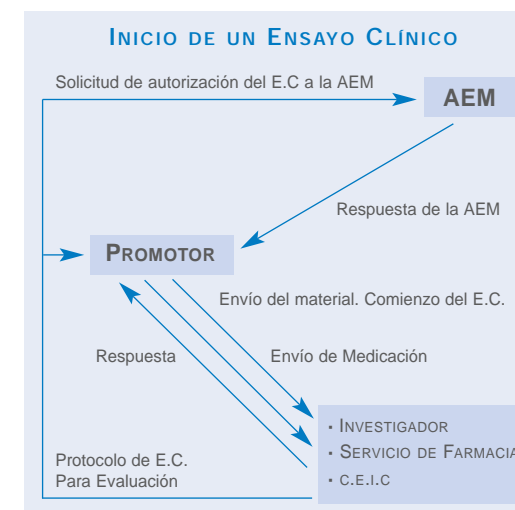 INICIO DE UN ENSAYO CLÍNICO
Solicitud de autorización del E.C a la AEM
AEM
Respuesta de la AEM
PROMOTOR
Envío del material. Comienzo del E.C.
Respuesta
Envío de Medicación
· INVESTIGADOR
· SERVICIO DE FARMACIA
· C.E.I.C
Protocolo de E.C.
Para Evaluación